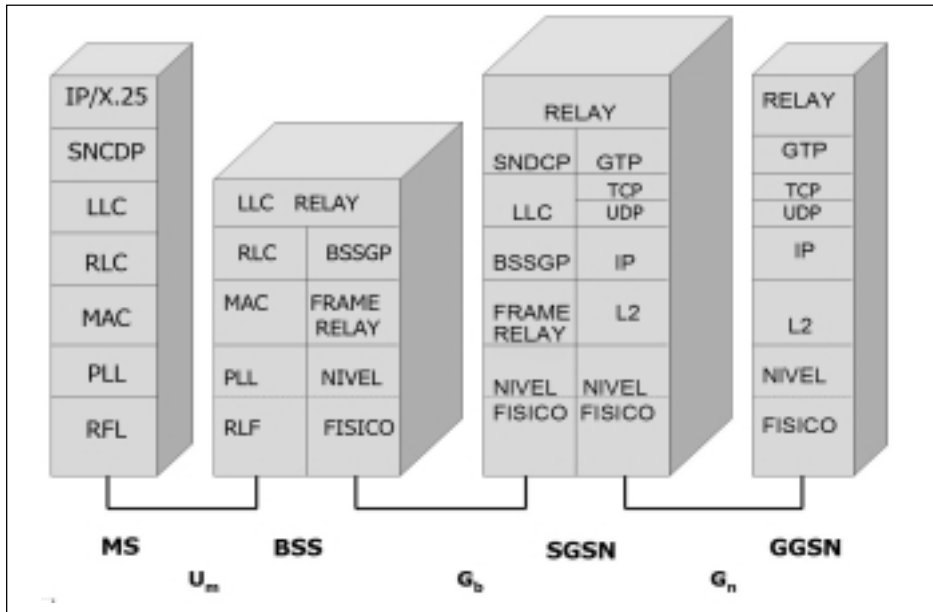 IP/X.25
SNCDP
LLC
RLC
MAC
PLL
RFL
LLC RELAY
RLC
MAC
PLL
RLF
BSSGP
FRAME
RELAY
NIVEL
FISICO
RELAY
SNDCP
LLC
BSSGP
FRAME
RELAY
NIVEL
FISICO
GTP
TCP
UDP
IP
L2
NIVEL
FISICO
RELAY
GTP
TCP
UDP
IP
L2
NIVEL
FISICO
MS
BSS
SGSN
GGSN
Um
Gb
Gn